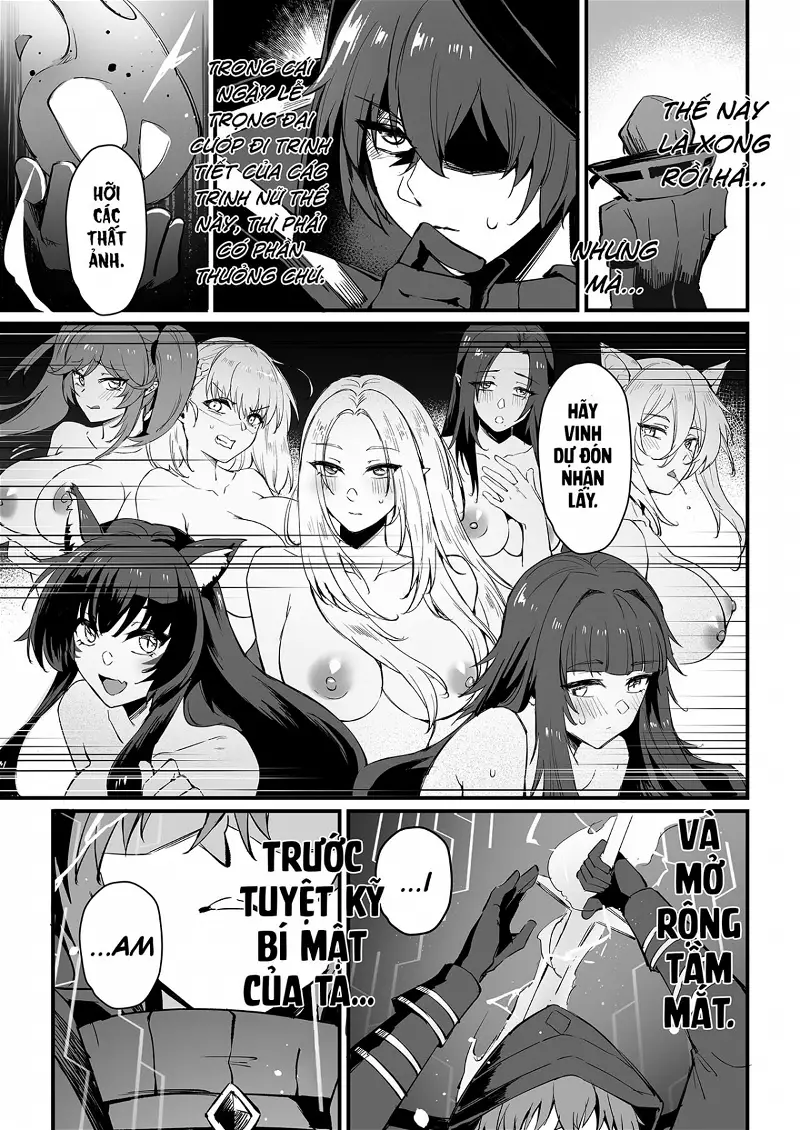 THẾ NÀY
LÀ XONG
RỒI HẢ...
NHƯNG
MÀ...
TRONG CÁI
NGÀY LỄ
TRỌNG ĐẠI
CƯỚP ĐI TRINH
TIẾT CỦA CÁC
TRINH NỮ THẾ
NÀY, THÌ PHẢI
CÓ PHẦN
THƯỞNG CHỨ.
HỠI
CÁC
THẤT
ẢNH.
HÃY
VINH
DỰ ĐÓN
NHẬN
LẤY.
VÀ
MỞ
RỘNG
TẦM
MẮT.
...I
TRƯỚC
TUYỆT KỸ
BÍ MẬT
CỦA TA...
...AM